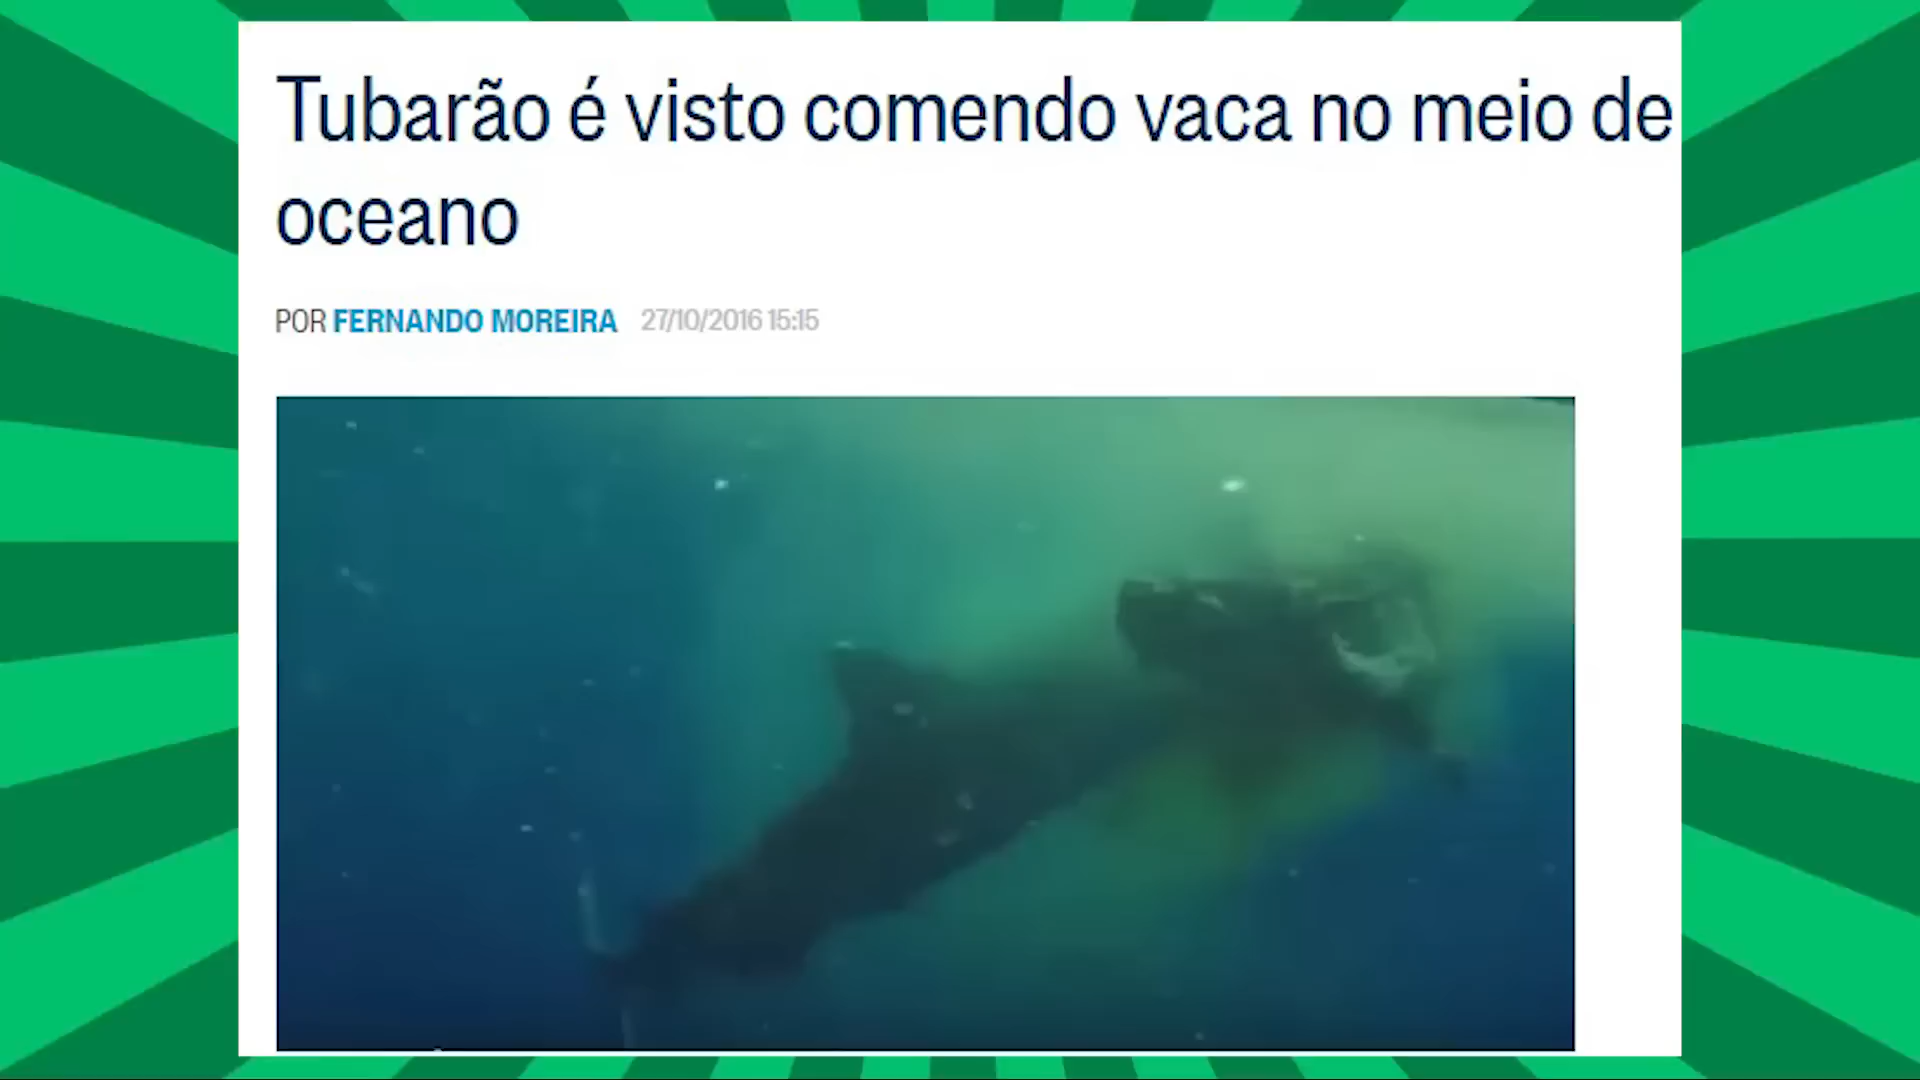 Tubarão é visto comendo vaca no meio de
oceano
POR FERNANDO MOREIRA 27/10/2016 15:15